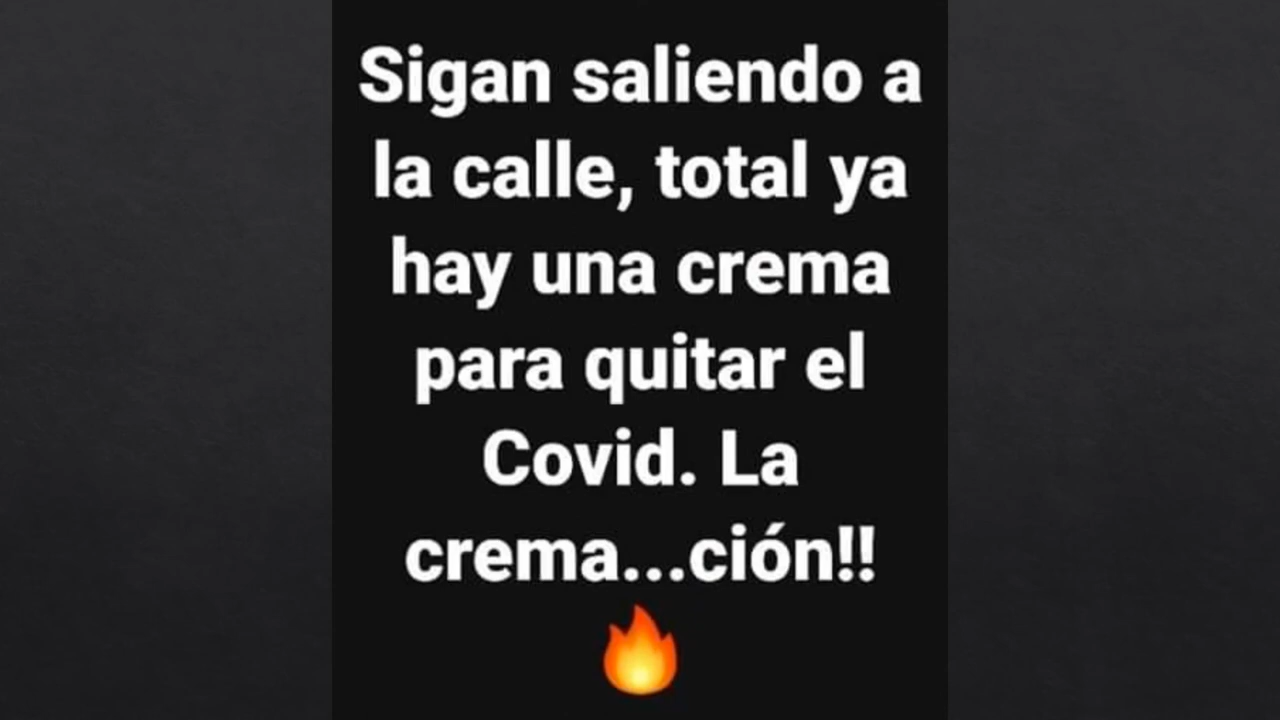 Sigan saliendo a
la calle, total ya
hay una crema
para quitar el
Covid. La
crema...ción!!
🔥